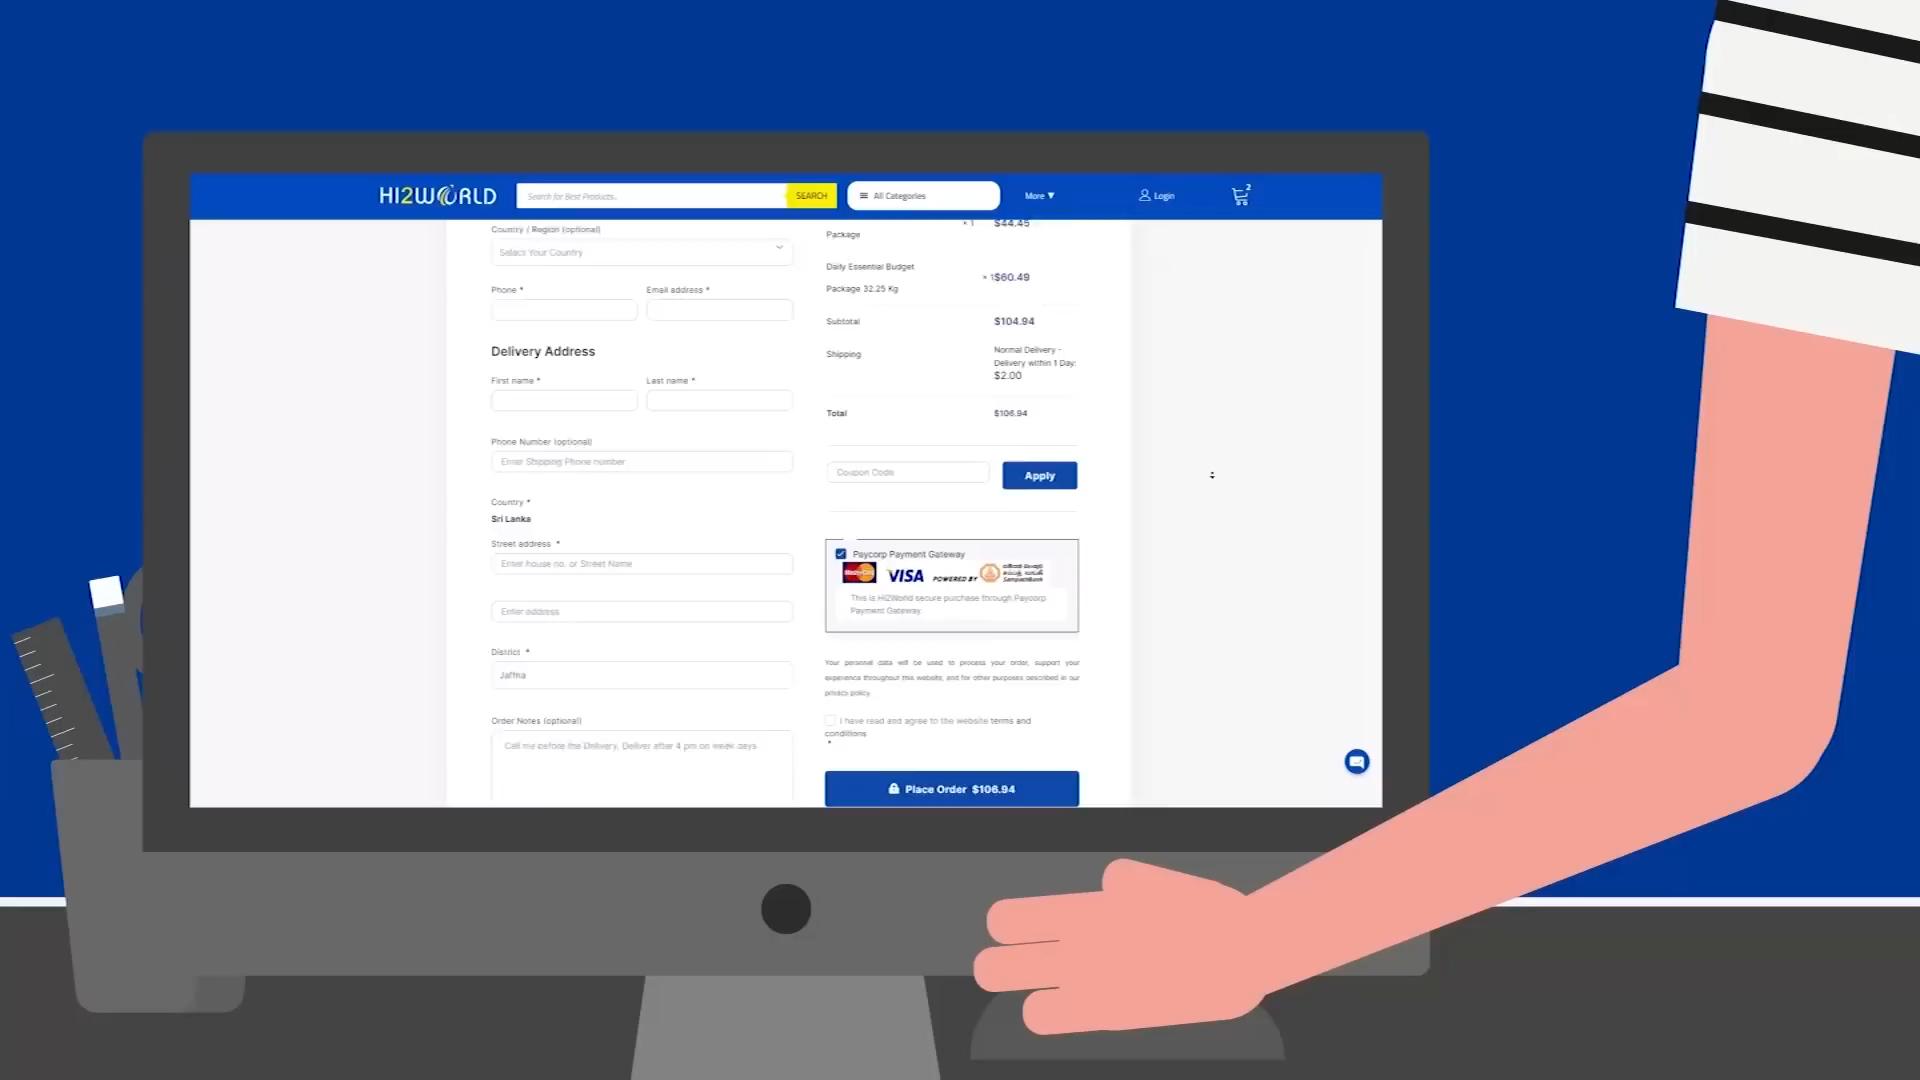 HI2WORLD
Search for Best Products..
SEARCH
All Categories
More ▼
Login
2
Country / Region (optional)
Select Your Country
Phone *
Email address *
Delivery Address
First name *
Last name *
Phone Number (optional)
Enter Shipping Phone number
Country *
Sri Lanka
Street address *
Enter house no. or Street Name
Enter address
District *
Jaffna
Order Notes (optional)
Call me before the Delivery, Deliver after 4 pm on week days
× 1 $44.45
Package
Daily Essential Budget
× 1 $60.49
Package 32.25 Kg
Subtotal $104.94
Shipping
Normal Delivery -
Delivery within 1 Day:
$2.00
Total $106.94
Coupon Code
Apply
Paycorp Payment Gateway
MasterCard VISA POWERED BY
SampathBank
This is Hi2World secure purchase through Paycorp
Payment Gateway.
Your personal data will be used to process your order, support your
experience throughout this website, and for other purposes described in our
privacy policy.
I have read and agree to the website terms and
conditions
*
Place Order $106.94